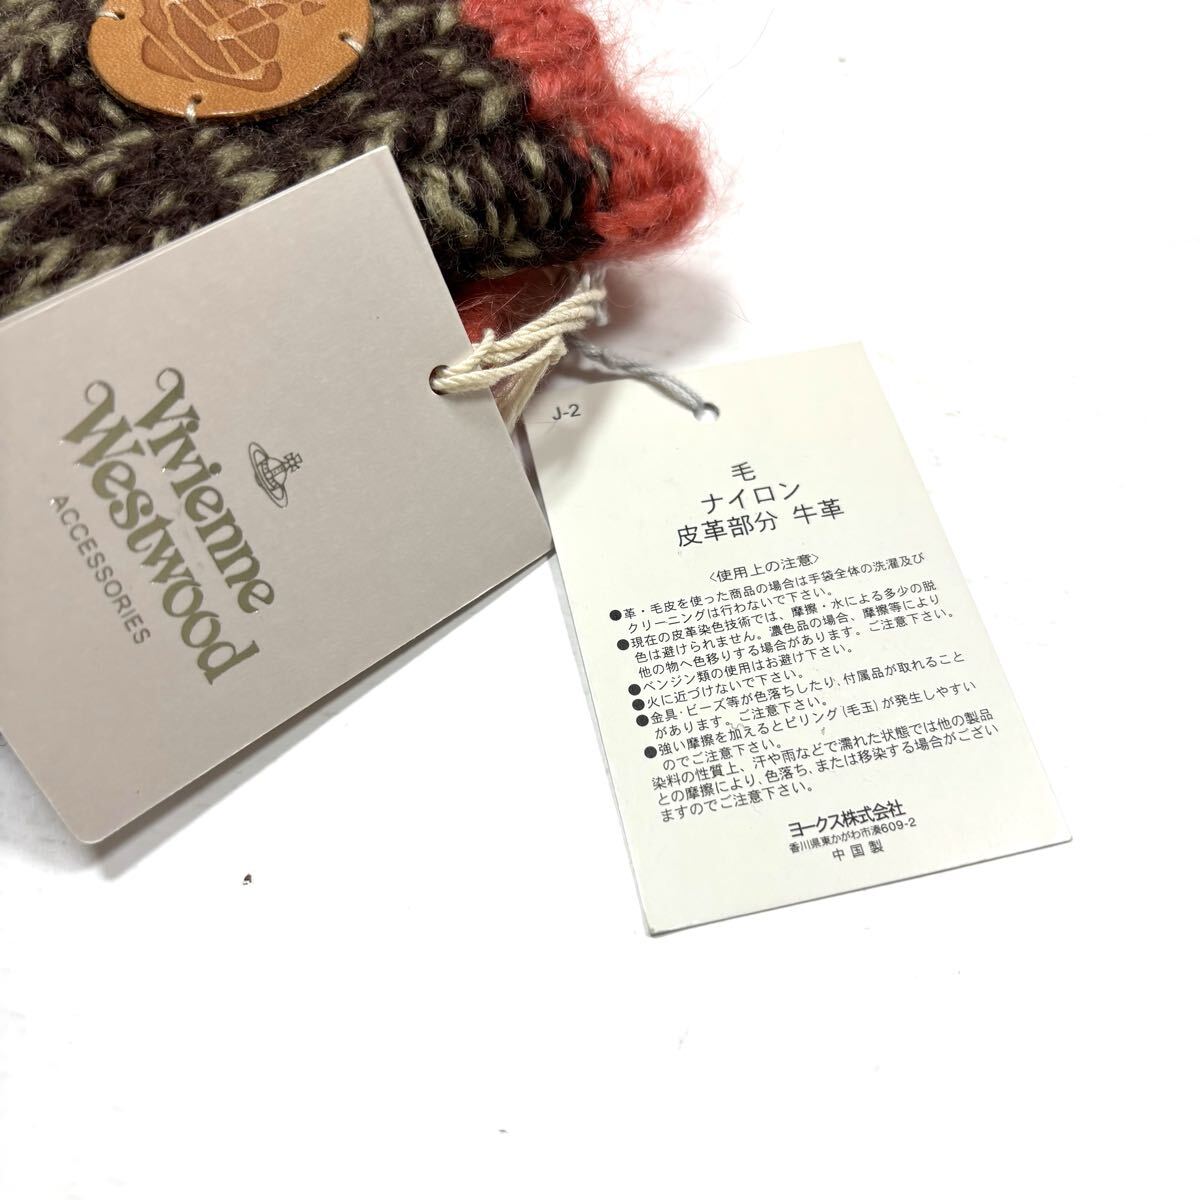 Vivienne
Westwood
ACCESSORIES
J-2
毛
ナイロン
皮革部分 牛革
〈使用上の注意〉
●革・毛皮を使った商品の場合は手袋全体の洗濯及び
クリーニングは行わないで下さい。
●現在の皮革染色技術では、摩擦・水による多少の脱
色は避けられません。濃色品の場合、摩擦等により
他の物へ色移りする場合があります。ご注意下さい。
●ベンジン類の使用はお避け下さい。
●火に近づけないで下さい。
●金具・ビーズ等が色落ちしたり、付属品が取れること
があります。ご注意下さい。
●強い摩擦を加えるとピリング(毛玉)が発生しやすい
のでご注意下さい。
染料の性質上、汗や雨などで濡れた状態では他の製品
との摩擦により、色落ち、または移染する場合がござい
ますのでご注意下さい。
ヨークス株式会社
香川県東かがわ市湊609-2
中国製